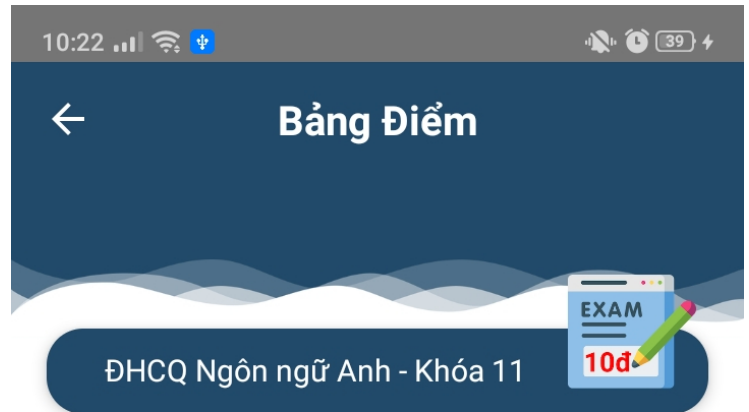 10:22
39
Bảng Điểm
EXAM
ĐHCQ Ngôn ngữ Anh - Khóa 11
10đ